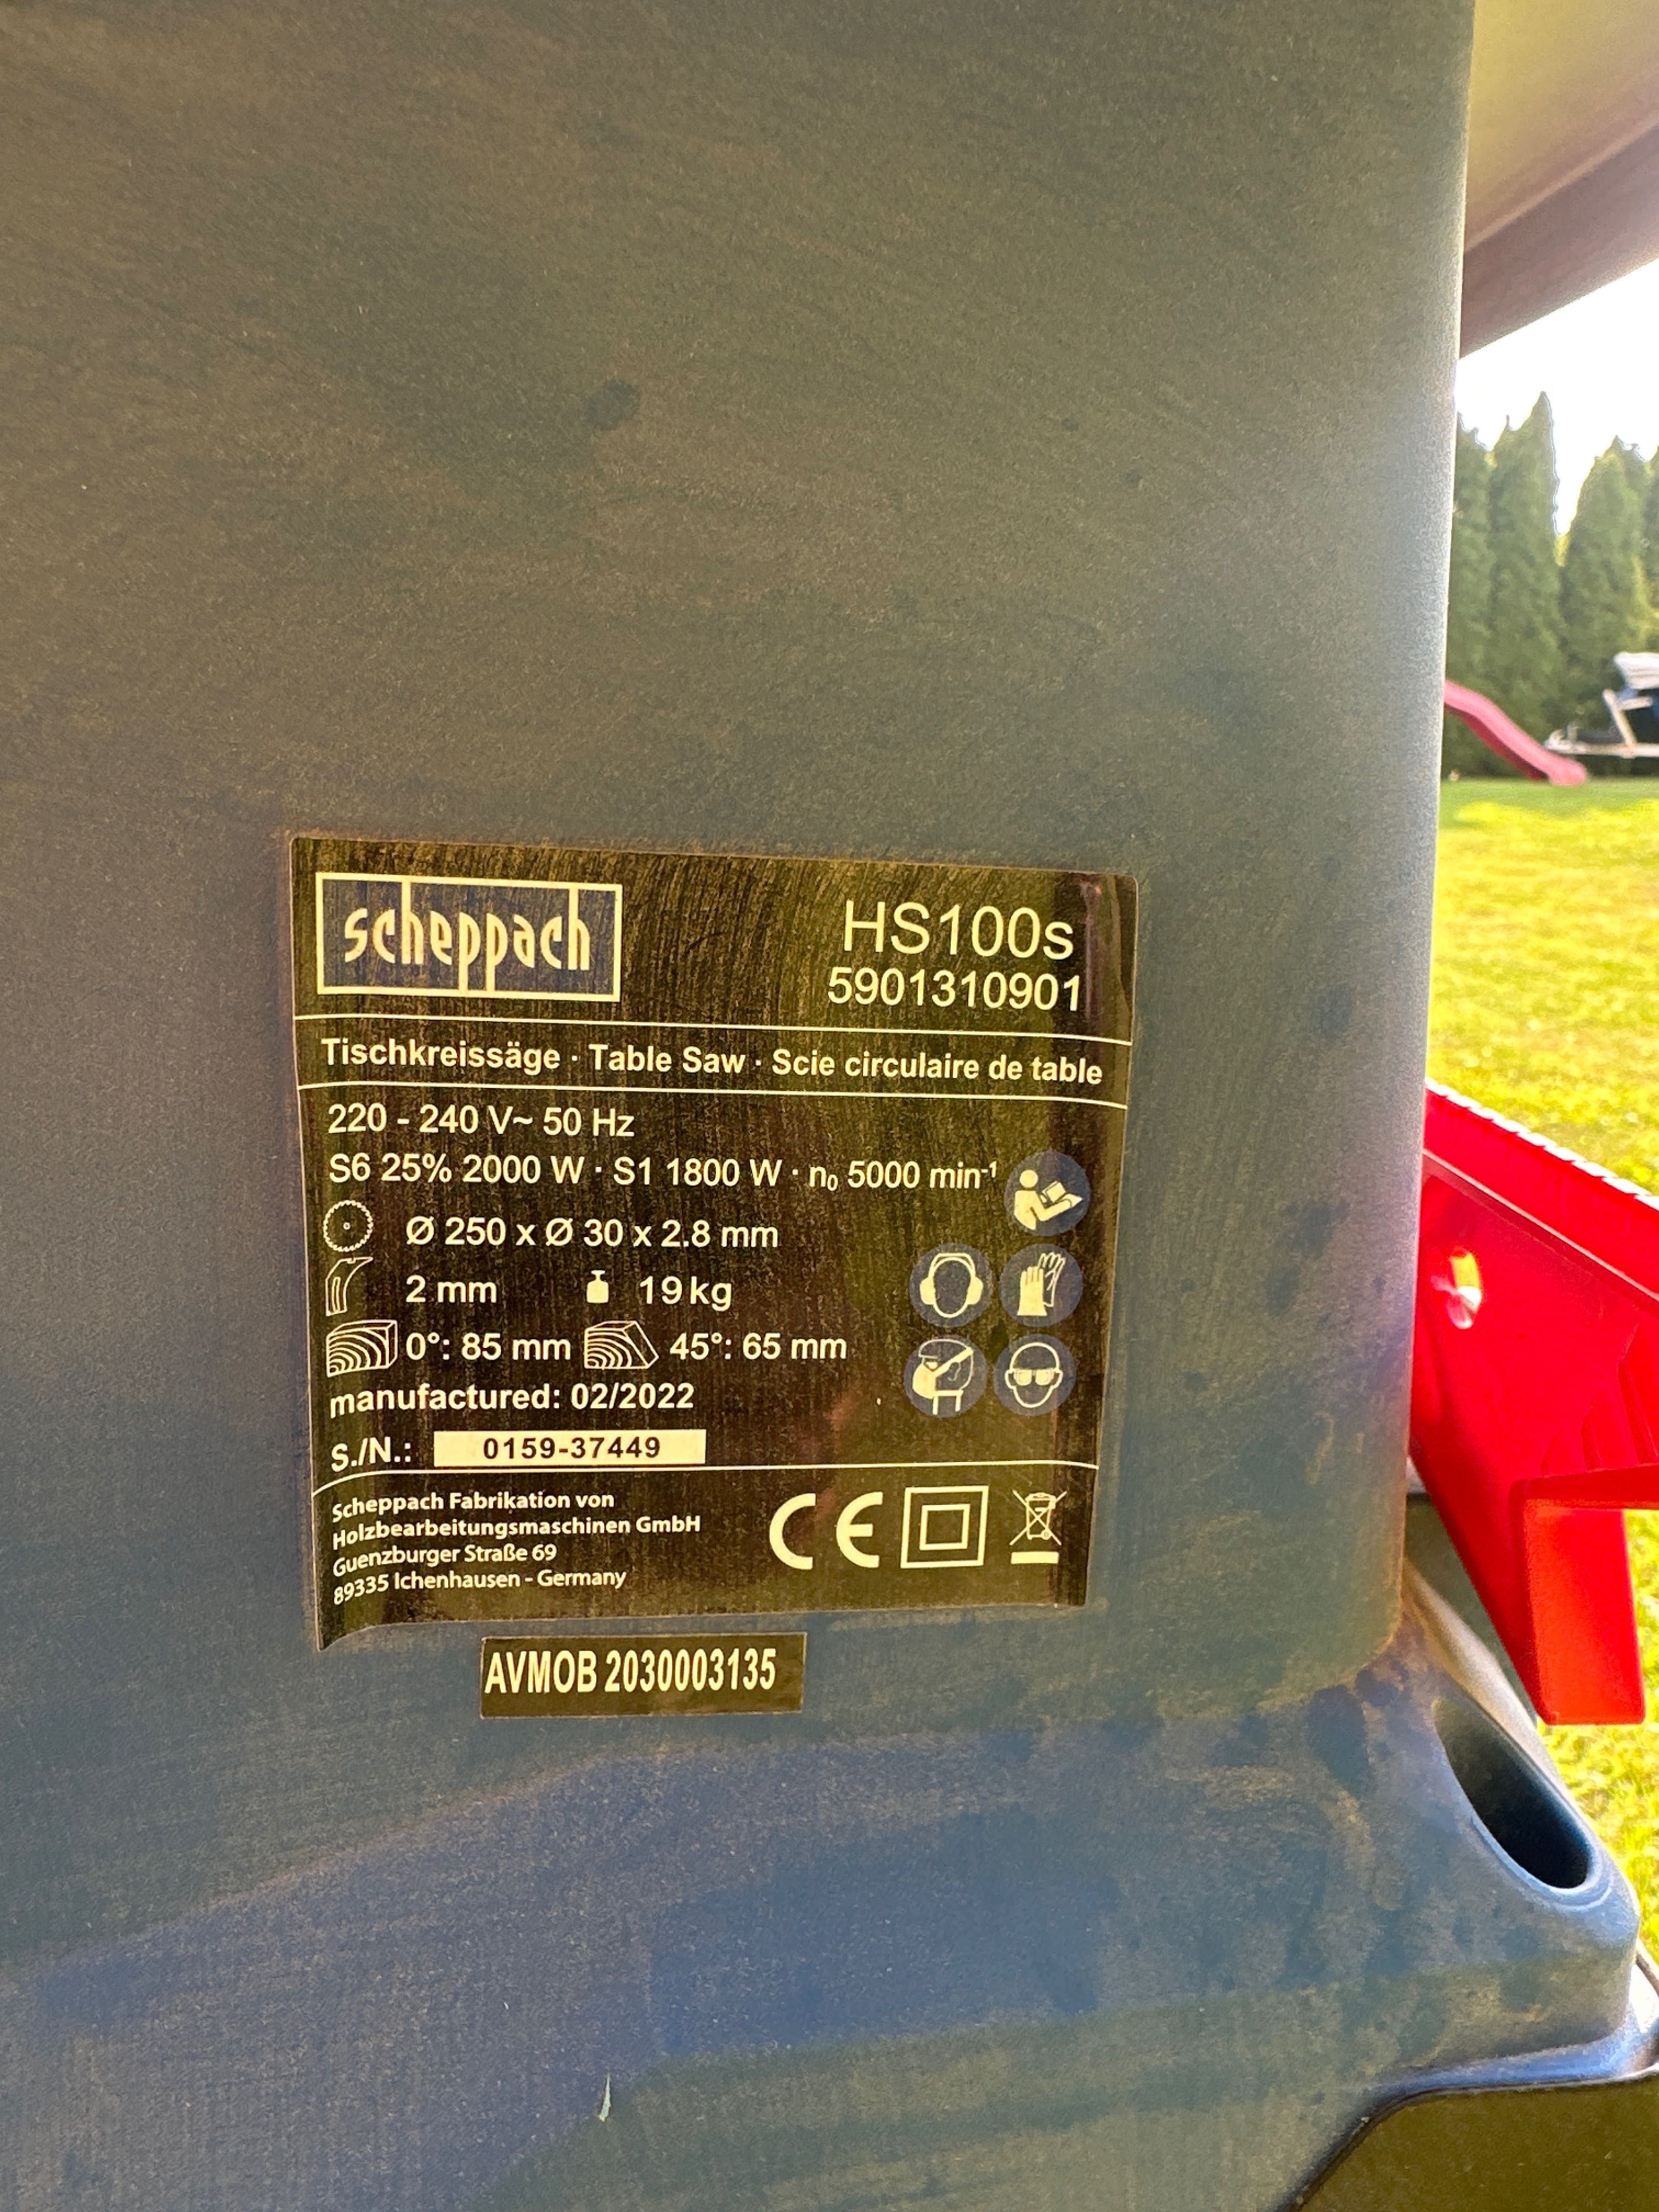 scheppach
HS100s
5901310901
Tischkreissäge · Table Saw · Scie circulaire de table
220 - 240 V~ 50 Hz
S6 25% 2000 W · S1 1800 W · n₀ 5000 min⁻¹
Ø 250 x Ø 30 x 2.8 mm
2 mm 19 kg
0°: 85 mm 45°: 65 mm
manufactured: 02/2022
S./N.: 0159-37449
Scheppach Fabrikation von
Holzbearbeitungsmaschinen GmbH
Guenzburger Straße 69
89335 Ichenhausen - Germany
CE
AVMOB 2030003135